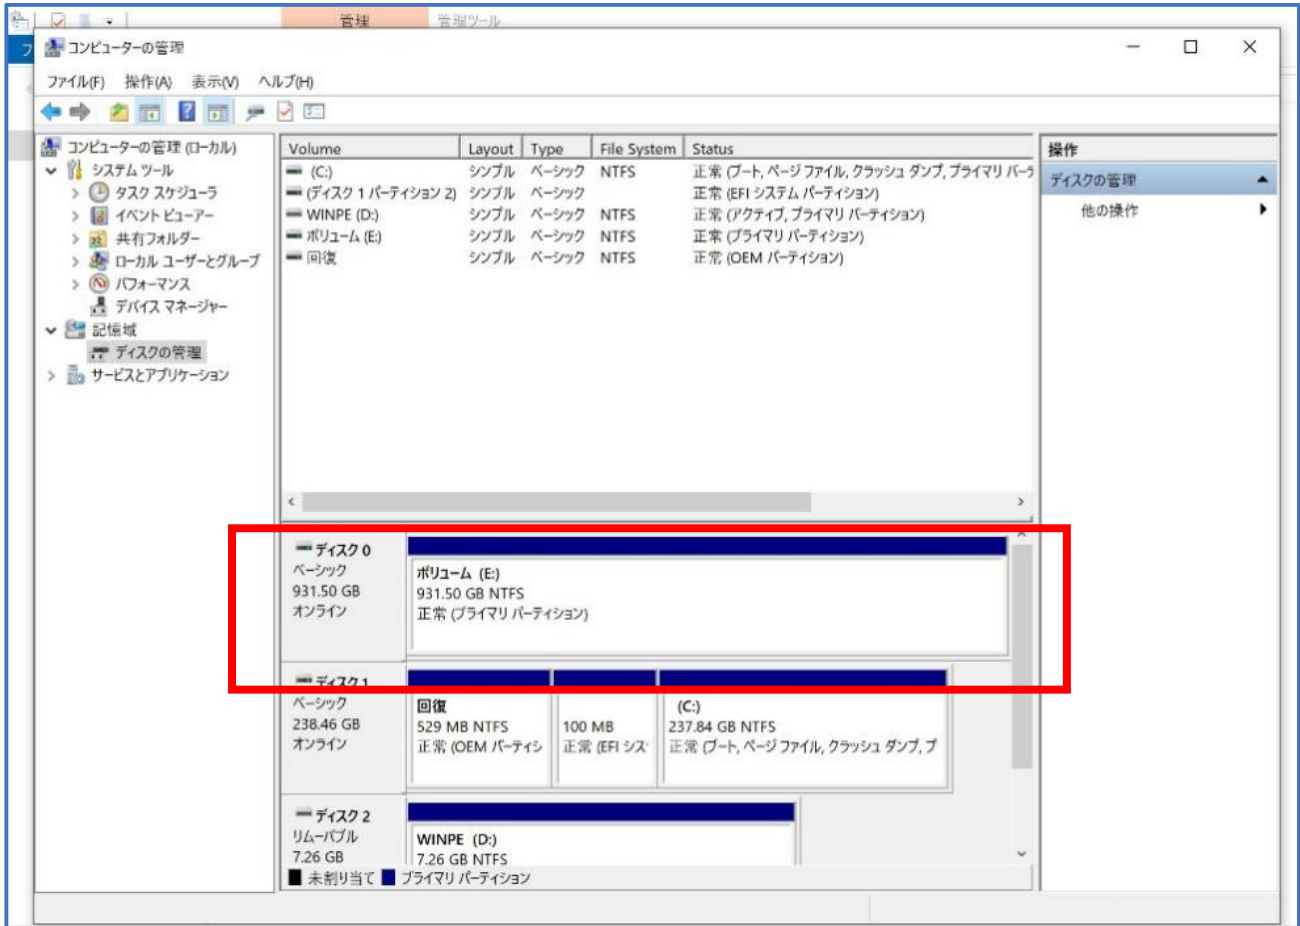 管理 管理ツール
コンピューターの管理
ファイル(F) 操作(A) 表示(V) ヘルプ(H)
コンピューターの管理 (ローカル)
システム ツール
タスク スケジューラ
イベント ビューアー
共有フォルダー
ローカル ユーザーとグループ
パフォーマンス
デバイス マネージャー
記憶域
ディスクの管理
サービスとアプリケーション
Volume Layout Type File System Status
(C:) シンプル ベーシック NTFS 正常 (ブート, ページ ファイル, クラッシュ ダンプ, プライマリ パーテ
(ディスク 1 パーティション 2) シンプル ベーシック 正常 (EFI システム パーティション)
WINPE (D:) シンプル ベーシック NTFS 正常 (アクティブ, プライマリ パーティション)
ボリューム (E:) シンプル ベーシック NTFS 正常 (プライマリ パーティション)
回復 シンプル ベーシック NTFS 正常 (OEM パーティション)
ディスク 0
ベーシック
931.50 GB
オンライン
ボリューム (E:)
931.50 GB NTFS
正常 (プライマリ パーティション)
ディスク 1
ベーシック
238.46 GB
オンライン
回復
529 MB NTFS
正常 (OEM パーティシ
100 MB
正常 (EFI シス
(C:)
237.84 GB NTFS
正常 (ブート, ページ ファイル, クラッシュ ダンプ, プ
ディスク 2
リムーバブル
7.26 GB
WINPE (D:)
7.26 GB NTFS
未割り当て プライマリ パーティション
操作
ディスクの管理
他の操作